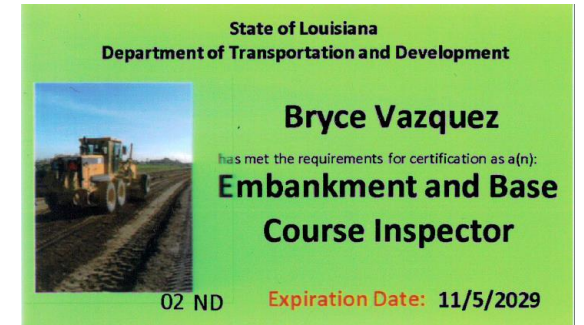 State of Louisiana
Department of Transportation and Development
Bryce Vazquez
has met the requirements for certification as a(n):
Embankment and Base
Course Inspector
02 ND
Expiration Date: 11/5/2029